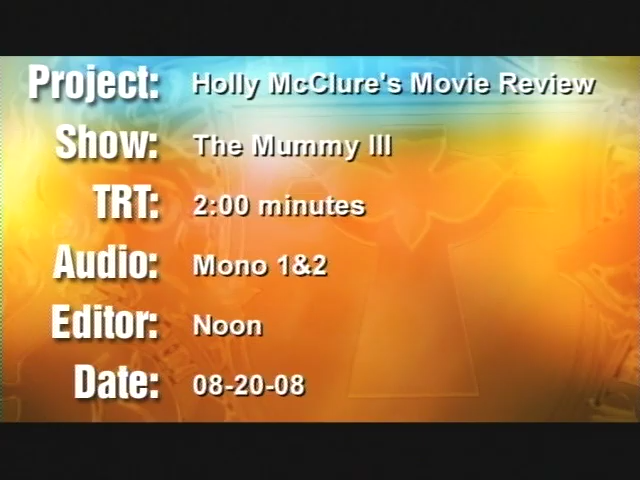 Project: Holly McClure's Movie Review
Show: The Mummy III
TRT: 2:00 minutes
Audio: Mono 1&2
Editor: Noon
Date: 08-20-08